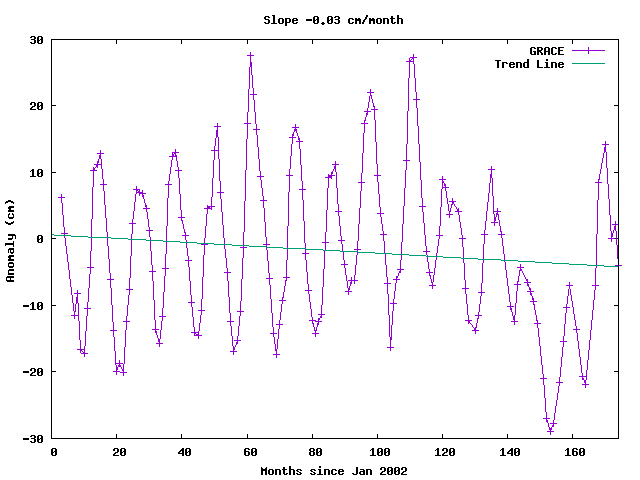 Slope -0.03 cm/month
GRACE
Trend Line
30
20
10
0
-10
-20
-30
Anomaly (cm)
0 20 40 60 80 100 120 140 160
Months since Jan 2002